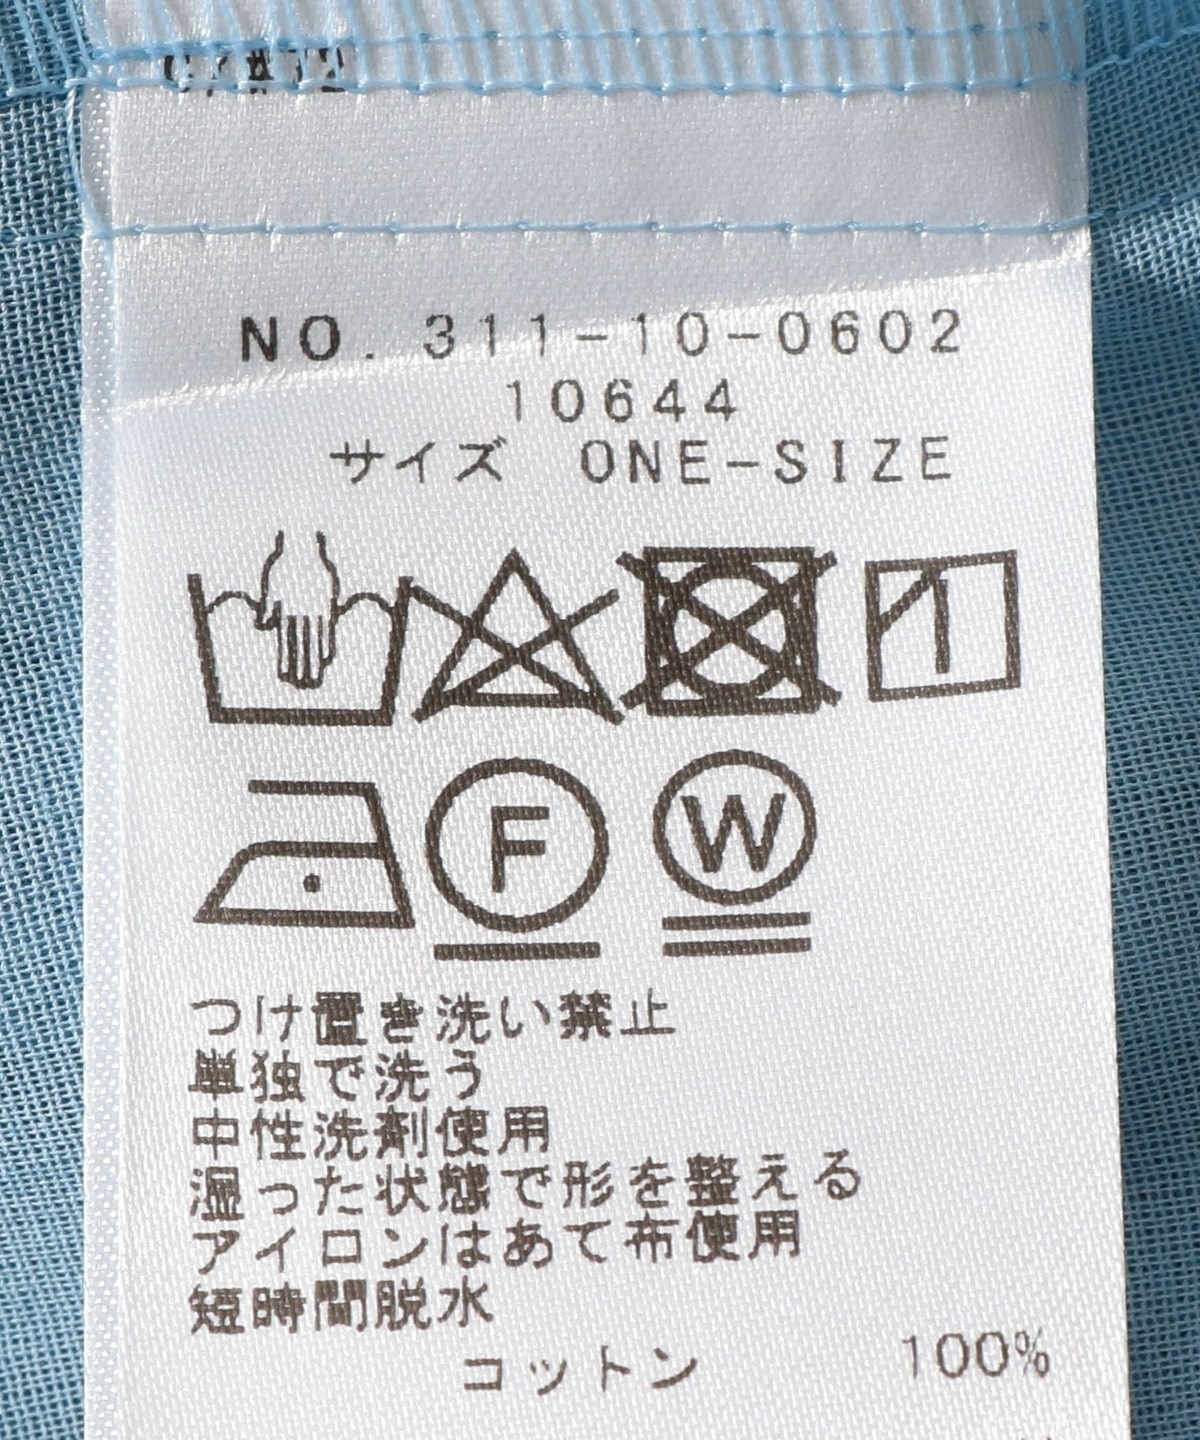 NO. 311-10-0602
10644
サイズ ONE-SIZE
F W
つけ置き洗い禁止
単独で洗う
中性洗剤使用
湿った状態で形を整える
アイロンはあて布使用
短時間脱水
コットン 100%